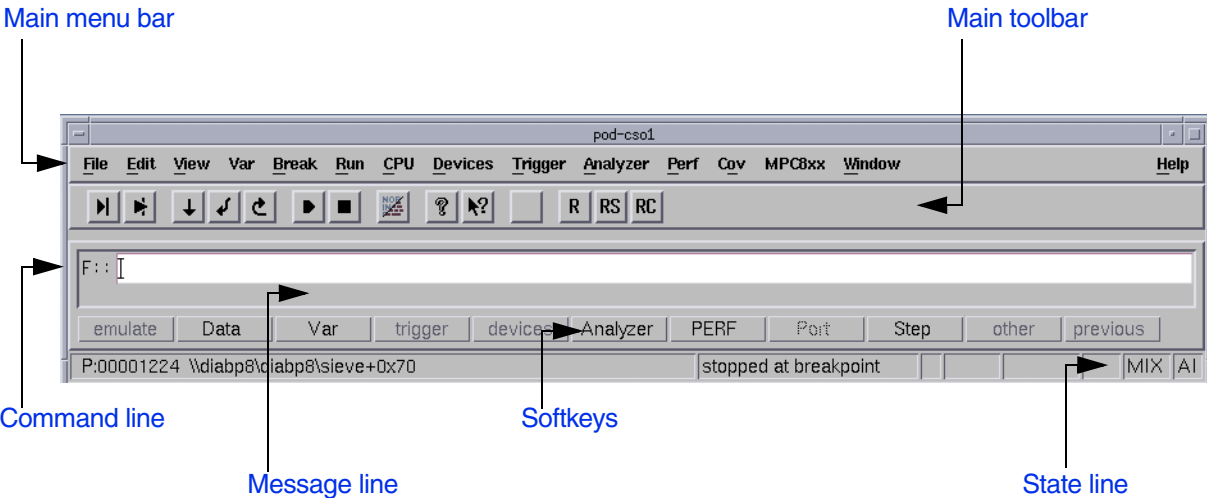 Main menu bar
Main toolbar
pod-cso1
File Edit View Var Break Run CPU Devices Trigger Analyzer Perf Cov MPC8xx Window Help
? ? R RS RC
F::
emulate Data Var trigger devices Analyzer PERF Port Step other previous
P:00001224 \\diabp8\diabp8\sieve+0x70 stopped at breakpoint MIX AI
Command line
Softkeys
Message line
State line